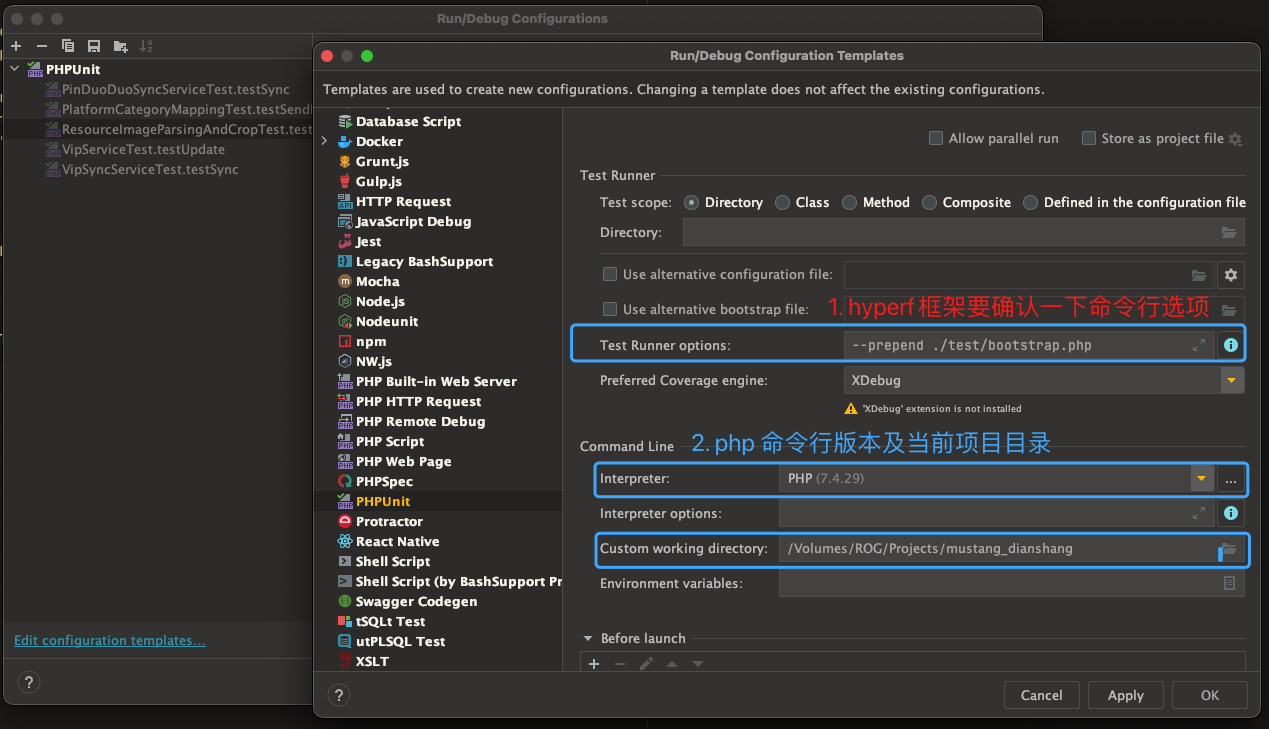 Run/Debug Configurations
PHPUnit
PinDuoDuoSyncServiceTest.testSync
PlatformCategoryMappingTest.testSend
ResourceImageParsingAndCropTest.test
VipServiceTest.testUpdate
VipSyncServiceTest.testSync
Edit configuration templates...
?
Run/Debug Configuration Templates
Templates are used to create new configurations. Changing a template does not affect the existing configurations.
Database Script
Docker
Grunt.js
Gulp.js
HTTP Request
JavaScript Debug
Jest
Legacy BashSupport
Mocha
Node.js
Nodeunit
npm
NW.js
PHP Built-in Web Server
PHP HTTP Request
PHP Remote Debug
PHP Script
PHP Web Page
PHPSpec
PHPUnit
Protractor
React Native
Shell Script
Shell Script (by BashSupport Pr
Swagger Codegen
tSQLt Test
utPLSQL Test
XSLT
Allow parallel run Store as project file
Test Runner
Test scope: Directory Class Method Composite Defined in the configuration file
Directory:
Use alternative configuration file:
Use alternative bootstrap file: 1. hyperf 框架要确认一下命令行选项
Test Runner options: --prepend ./test/bootstrap.php
Preferred Coverage engine: XDebug
'XDebug' extension is not installed
Command Line 2. php 命令行版本及当前项目目录
Interpreter: PHP (7.4.29) ...
Interpreter options:
Custom working directory: /Volumes/ROG/Projects/mustang_dianshang
Environment variables:
Before launch
? Cancel Apply OK